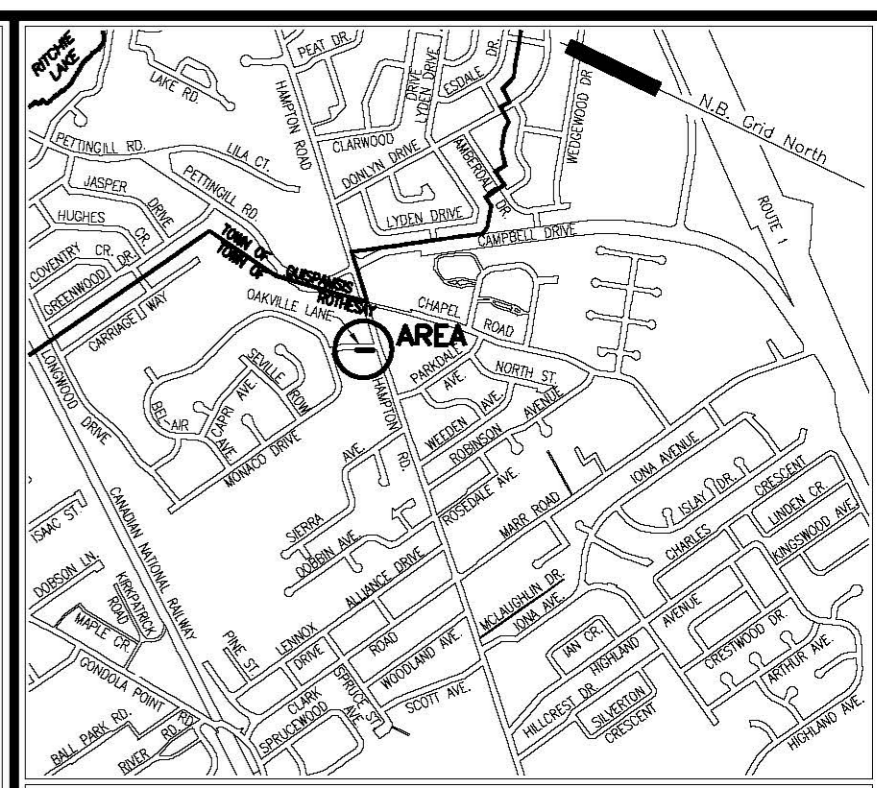 RITCHIE
LAKE
LAKE RD.
PEAT DR.
HAMPTON ROAD
DRIVE
LYDEN DRIVE
ESDALE DR.
WEDGEWOOD DR
N.B. Grid North
CLARWOOD
DONLYN DRIVE
AMBERDALE DR.
PETTINGILL RD.
LILA CT.
PETTINGILL RD.
JASPER
DRIVE
HUGHES
CR.
LYDEN DRIVE
ROUTE 1
CAMPBELL DRIVE
COVENTRY CR.
GREENWOOD DR.
TOWN OF QUISPAMSIS
TOWN OF ROTHESAY
OAKVILLE LANE
CARRIAGE WAY
CHAPEL
ROAD
AREA
PARKDALE
AVE.
NORTH ST.
LONGWOOD
DRIVE
SEVILLE
ROW
CAPRI AVE.
BEL-AIR
AVE.
MONACO DRIVE
HAMPTON
RD.
WEEDEN AVE.
ROBINSON AVENUE
ROSEDALE AVE.
SIERRA
AVE.
DOBBIN AVE.
MARR ROAD
IONA AVENUE
ISLAY DR.
CHARLES
CRESCENT
LINDEN CR.
KINGSWOOD AVE.
ISAAC ST
CANADIAN NATIONAL RAILWAY
DOBSON LN.
KIRKPATRICK
ROAD
MAPLE CR.
GONDOLA POINT
RD
PINE ST
LENNOX
DRIVE
ALLIANCE DRIVE
ROAD
MCLAUGHLIN DR.
IONA AVE.
WOODLAND AVE.
SCOTT AVE.
SPRUCE ST
CLARK
SPRUCEWOOD
AVE
IAN CR.
HIGHLAND
AVENUE
CRESTWOOD DR.
ARTHUR AVE.
HILLCREST DR.
SILVERTON
CRESCENT
HIGHLAND AVE.
BALL PARK RD.
RIVER RD.